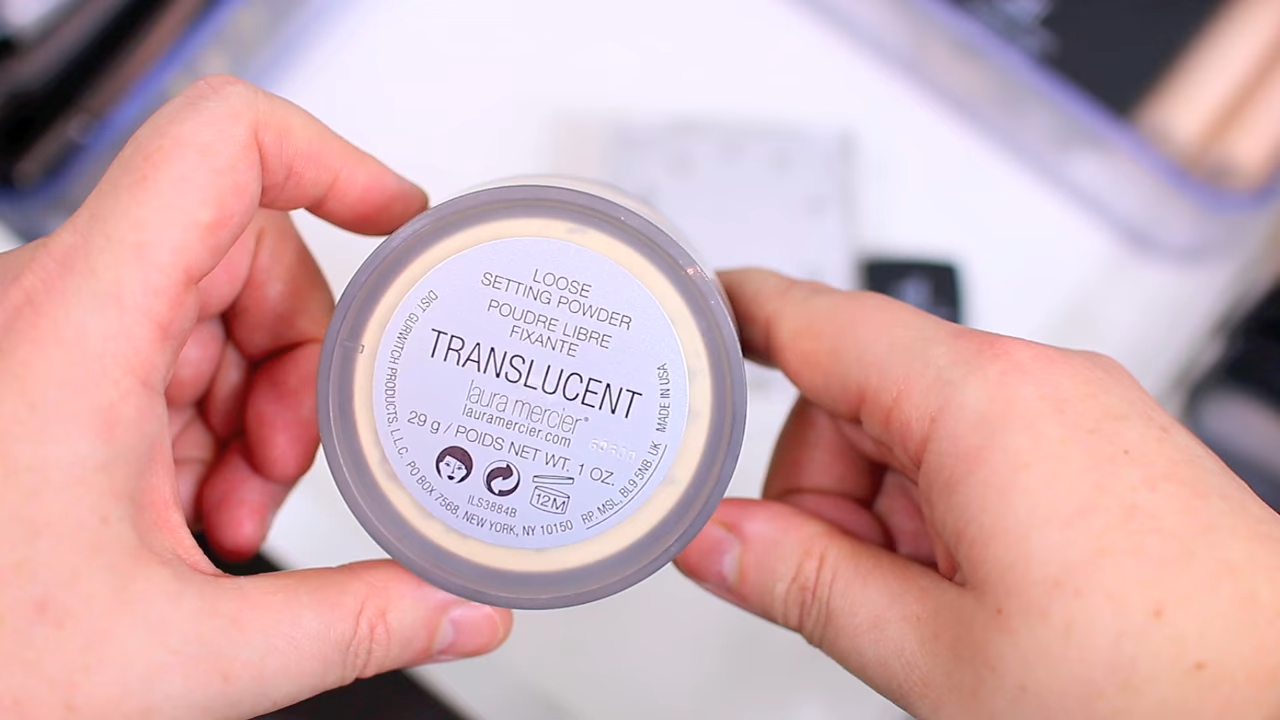 LOOSE
SETTING POWDER
POUDRE LIBRE
FIXANTE
TRANSLUCENT
laura mercier®
lauramercier.com
29 g / POIDS NET WT. 1 OZ.
12M
ILS3884B
DIST. GURWITCH PRODUCTS, L.L.C. PO BOX 7568, NEW YORK, NY 10150
RP. MSL, BL9 5NB, UK MADE IN USA